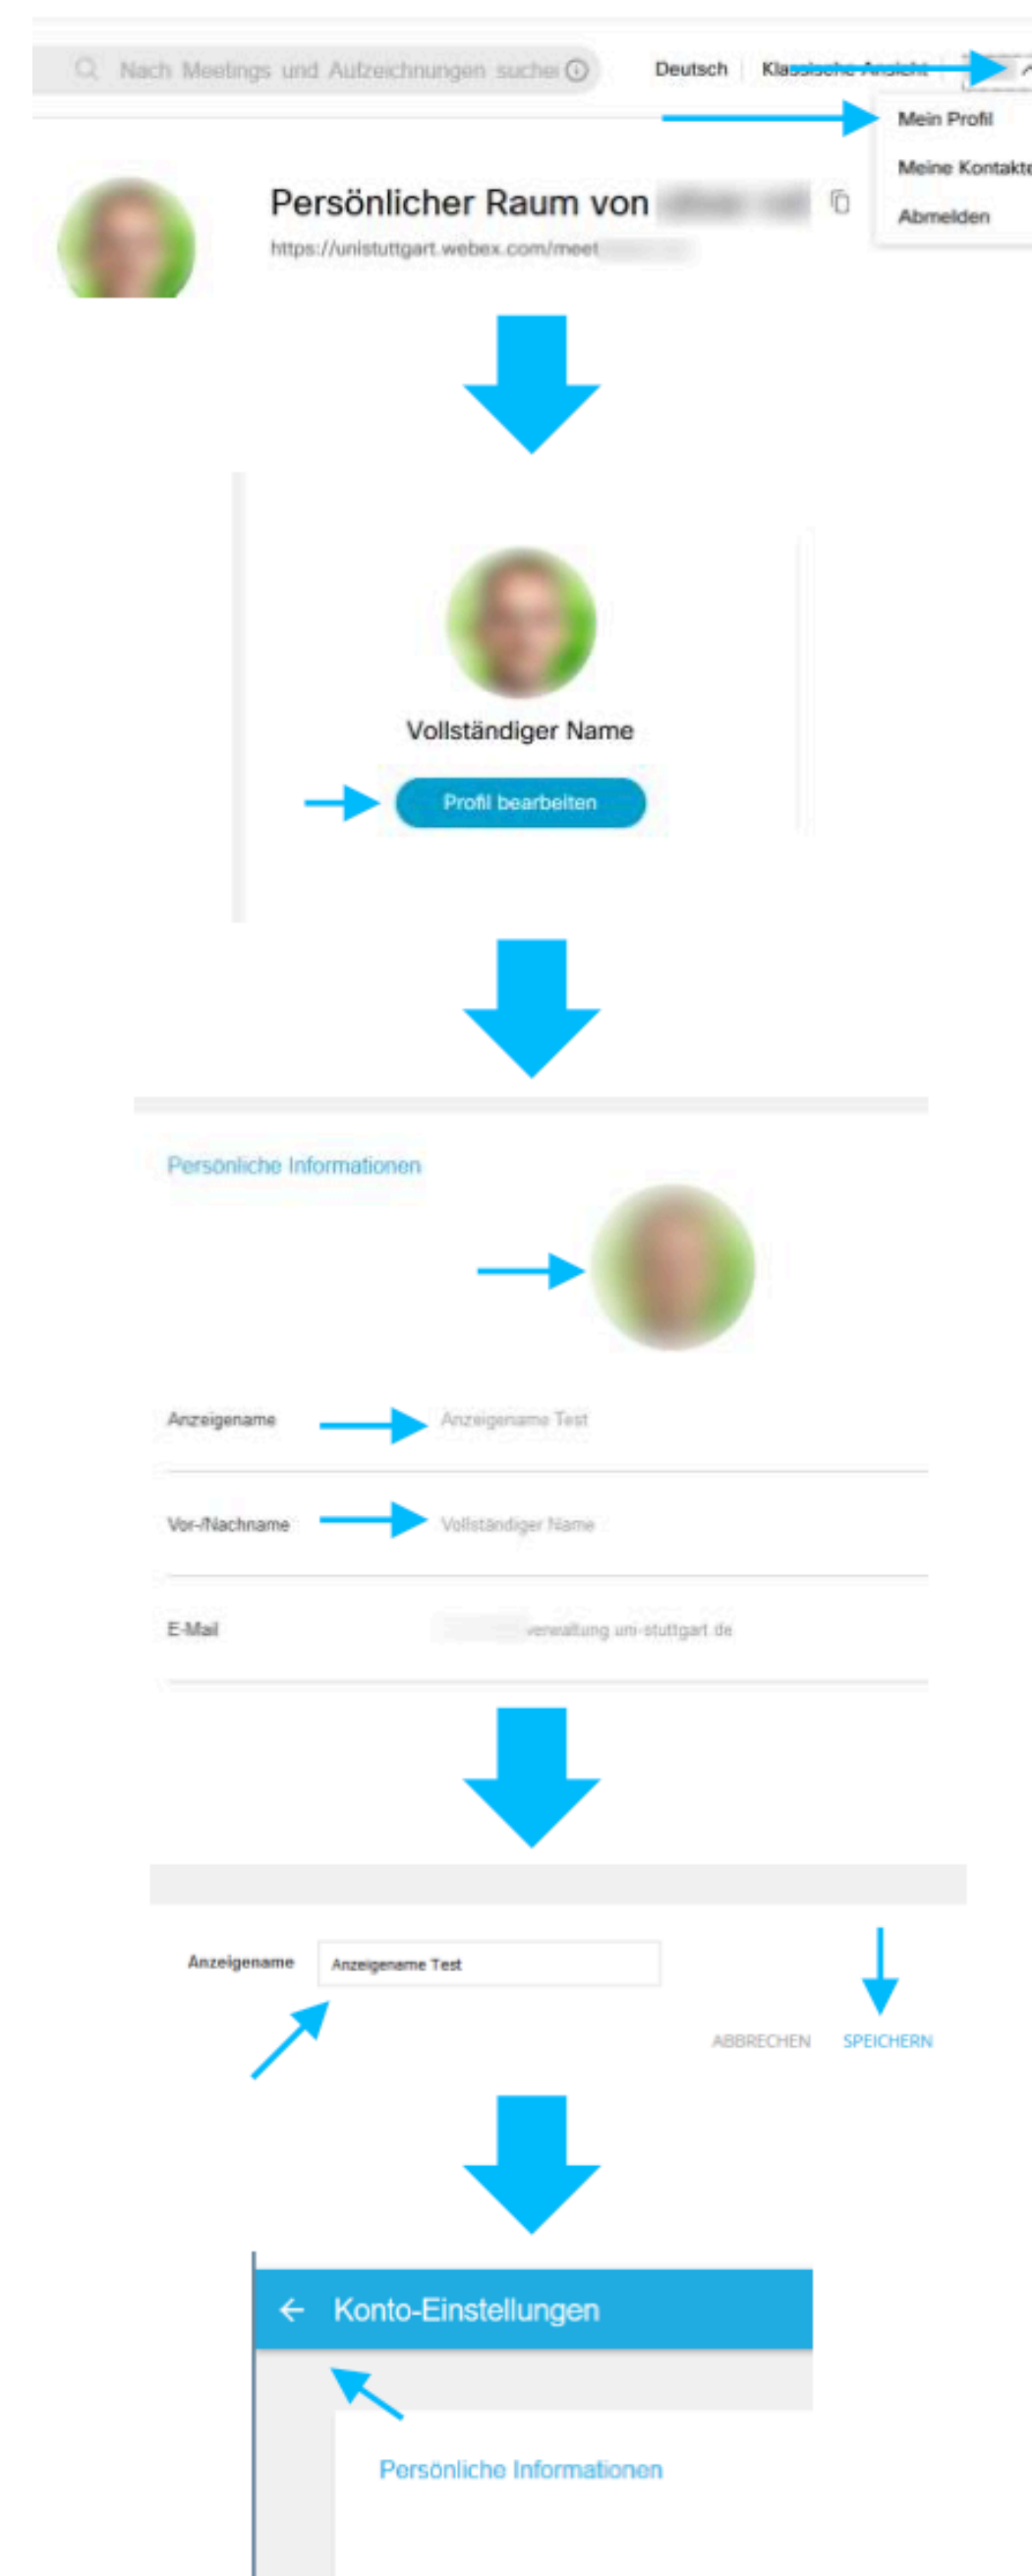 Nach Meetings und Aufzeichnungen suchen
Deutsch
Klassische Ansicht
Mein Profil
Meine Kontakte
Abmelden
Persönlicher Raum von
https://unistuttgart.webex.com/meet
Vollständiger Name
Profil bearbeiten
Persönliche Informationen
Anzeigename Anzeigename Test
Vor-/Nachname Vollständiger Name
E-Mail verwaltung.uni-stuttgart.de
Anzeigename Anzeigename Test
ABBRECHEN SPEICHERN
Konto-Einstellungen
Persönliche Informationen